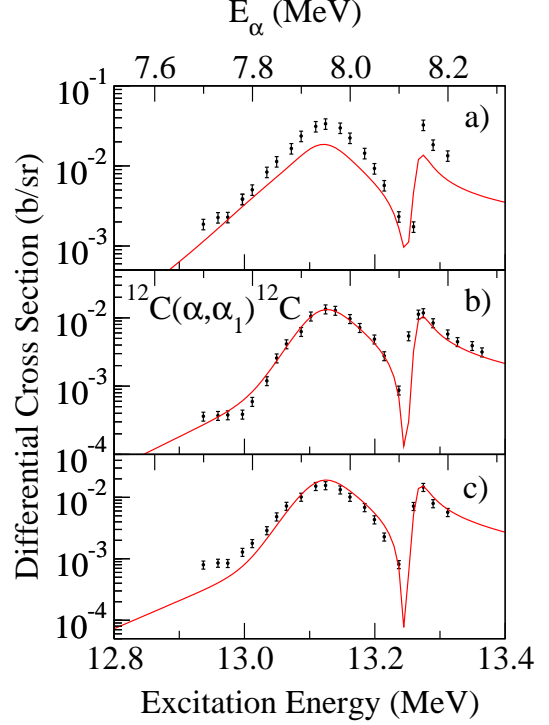 E_α (MeV)
7.6 7.8 8.0 8.2
10^-1
a)
10^-2
10^-3
^12C(α,α_1)^12C b)
10^-2
10^-3
10^-4
c)
10^-2
10^-3
10^-4
Differential Cross Section (b/sr)
12.8 13.0 13.2 13.4
Excitation Energy (MeV)